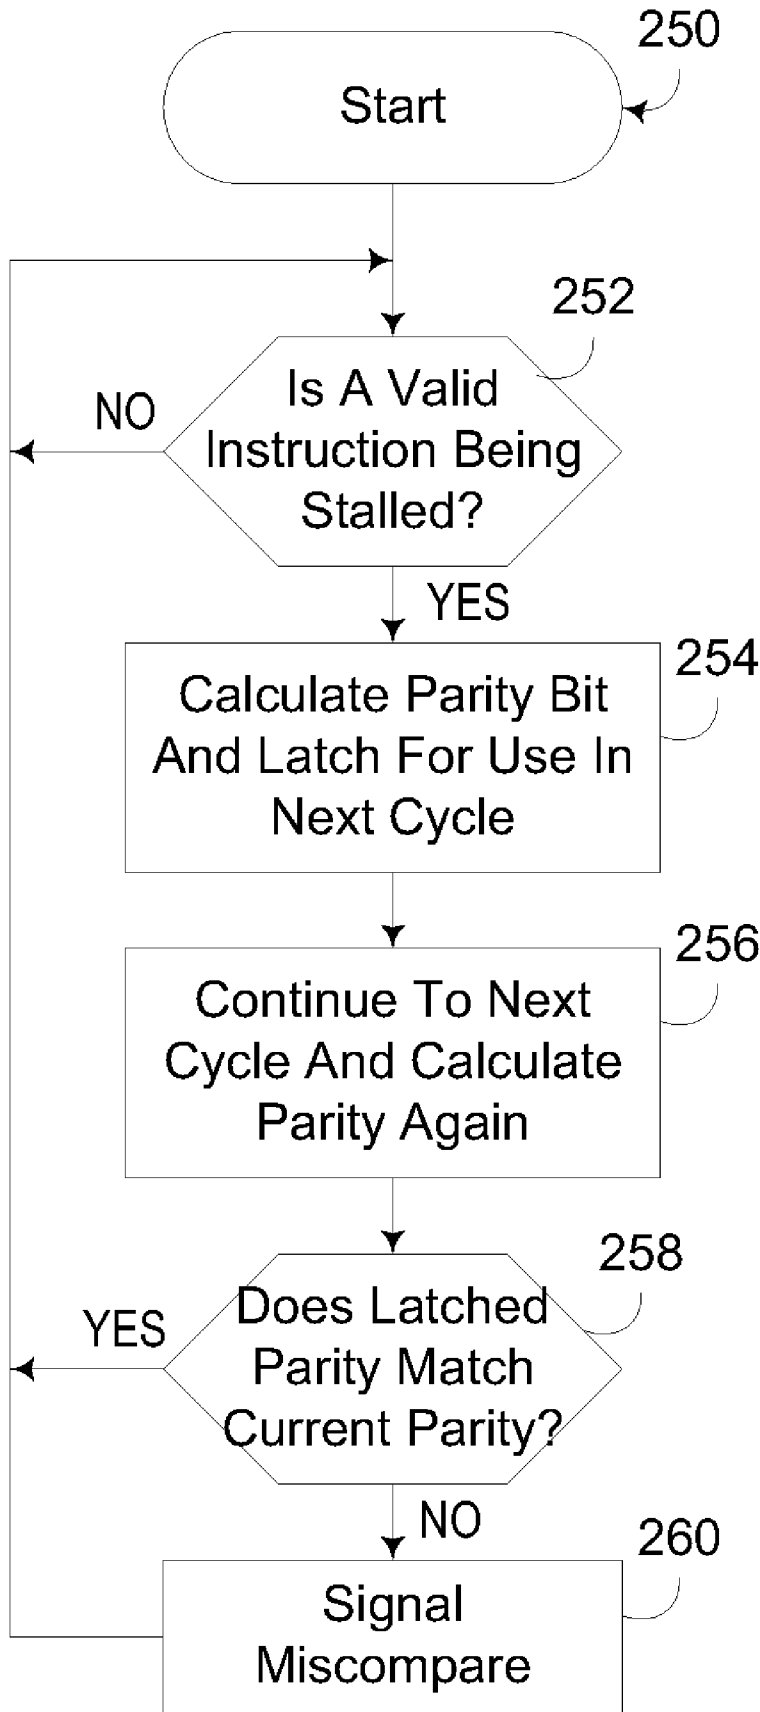 250
Start
252
Is A Valid
Instruction Being
Stalled?
NO
YES
254
Calculate Parity Bit
And Latch For Use In
Next Cycle
256
Continue To Next
Cycle And Calculate
Parity Again
258
Does Latched
Parity Match
Current Parity?
YES
NO
260
Signal
Miscompare